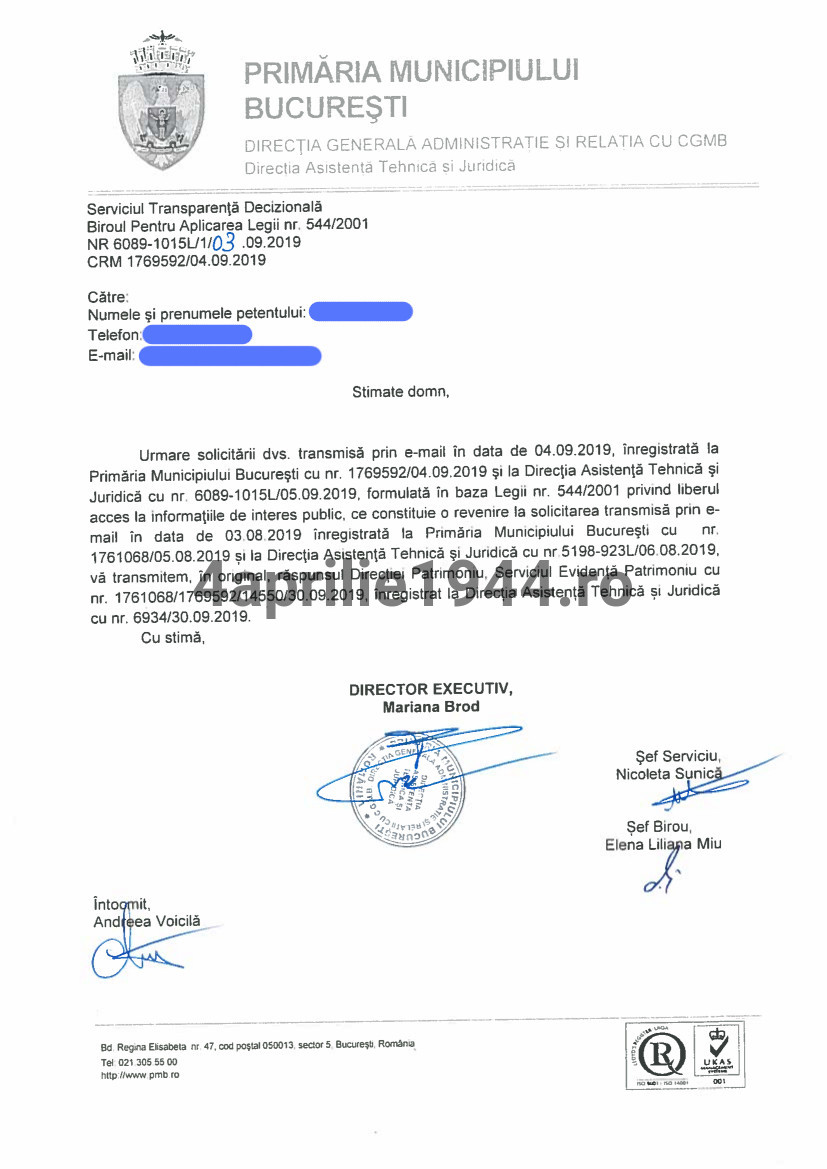 PRIMĂRIA MUNICIPIULUI
BUCUREŞTI
DIRECŢIA GENERALĂ ADMINISTRATIE SI RELATIA CU CGMB
Directia Asistentă Tehnică si Juridică
Serviciul Transparenţă Decizională
Biroul Pentru Aplicarea Legii nr. 544/2001
NR 6089-1015L/1/03 .09.2019
CRM 1769592/04.09.2019
Către:
Numele şi prenumele petentului:
Telefon:
E-mail:
Stimate domn,
Urmare solicitării dvs. transmisă prin e-mail în data de 04.09.2019, înregistrată la
Primăria Municipiului Bucureşti cu nr. 1769592/04.09.2019 şi la Direcţia Asistenţă Tehnică şi
Juridică cu nr. 6089-1015L/05.09.2019, formulată în baza Legii nr. 544/2001 privind liberul
acces la informaţiile de interes public, ce constituie o revenire la solicitarea transmisă prin e-
mail în data de 03.08.2019 înregistrată la Primăria Municipiului Bucureşti cu nr.
1761068/05.08.2019 şi la Direcţia Asistenţă Tehnică şi Juridică cu nr.5198-923L/06.08.2019,
vă transmitem, în original, răspunsul Direcţiei Patrimoniu, Serviciul Evidenţă Patrimoniu cu
nr. 1761068/1769592/14550/30.09.2019, înregistrat la Direcția Asistență Tehnică și Juridică
cu nr. 6934/30.09.2019.
Cu stimă,
4aprilie1944.ro
DIRECTOR EXECUTIV,
Mariana Brod
Şef Serviciu,
Nicoleta Sunică
Şef Birou,
Elena Liliana Miu
Întocmit,
Andreea Voicilă
Bd. Regina Elisabeta nr. 47, cod poştal 050013, sector 5, Bucureşti, România
Tel: 021.305 55 00
http://www.pmb.ro
R
UKAS
MANAGEMENT
SYSTEMS
ISO 9001 · ISO 14001
001